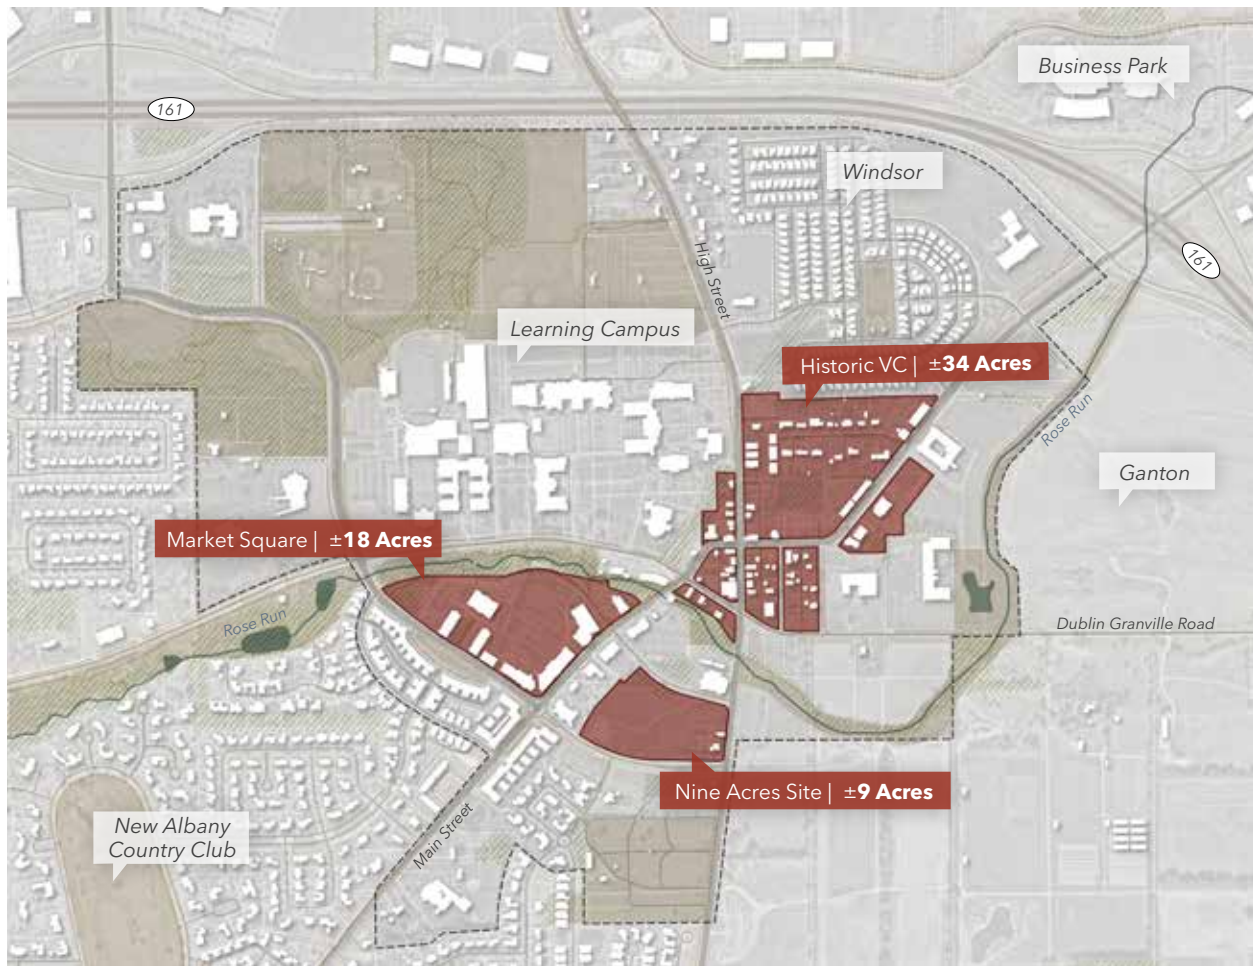 Business Park
161
Windsor
161
High Street
Learning Campus
Historic VC | ±34 Acres
Rose Run
Ganton
Market Square | ±18 Acres
Rose Run
Dublin Granville Road
Nine Acres Site | ±9 Acres
New Albany
Country Club
Main Street